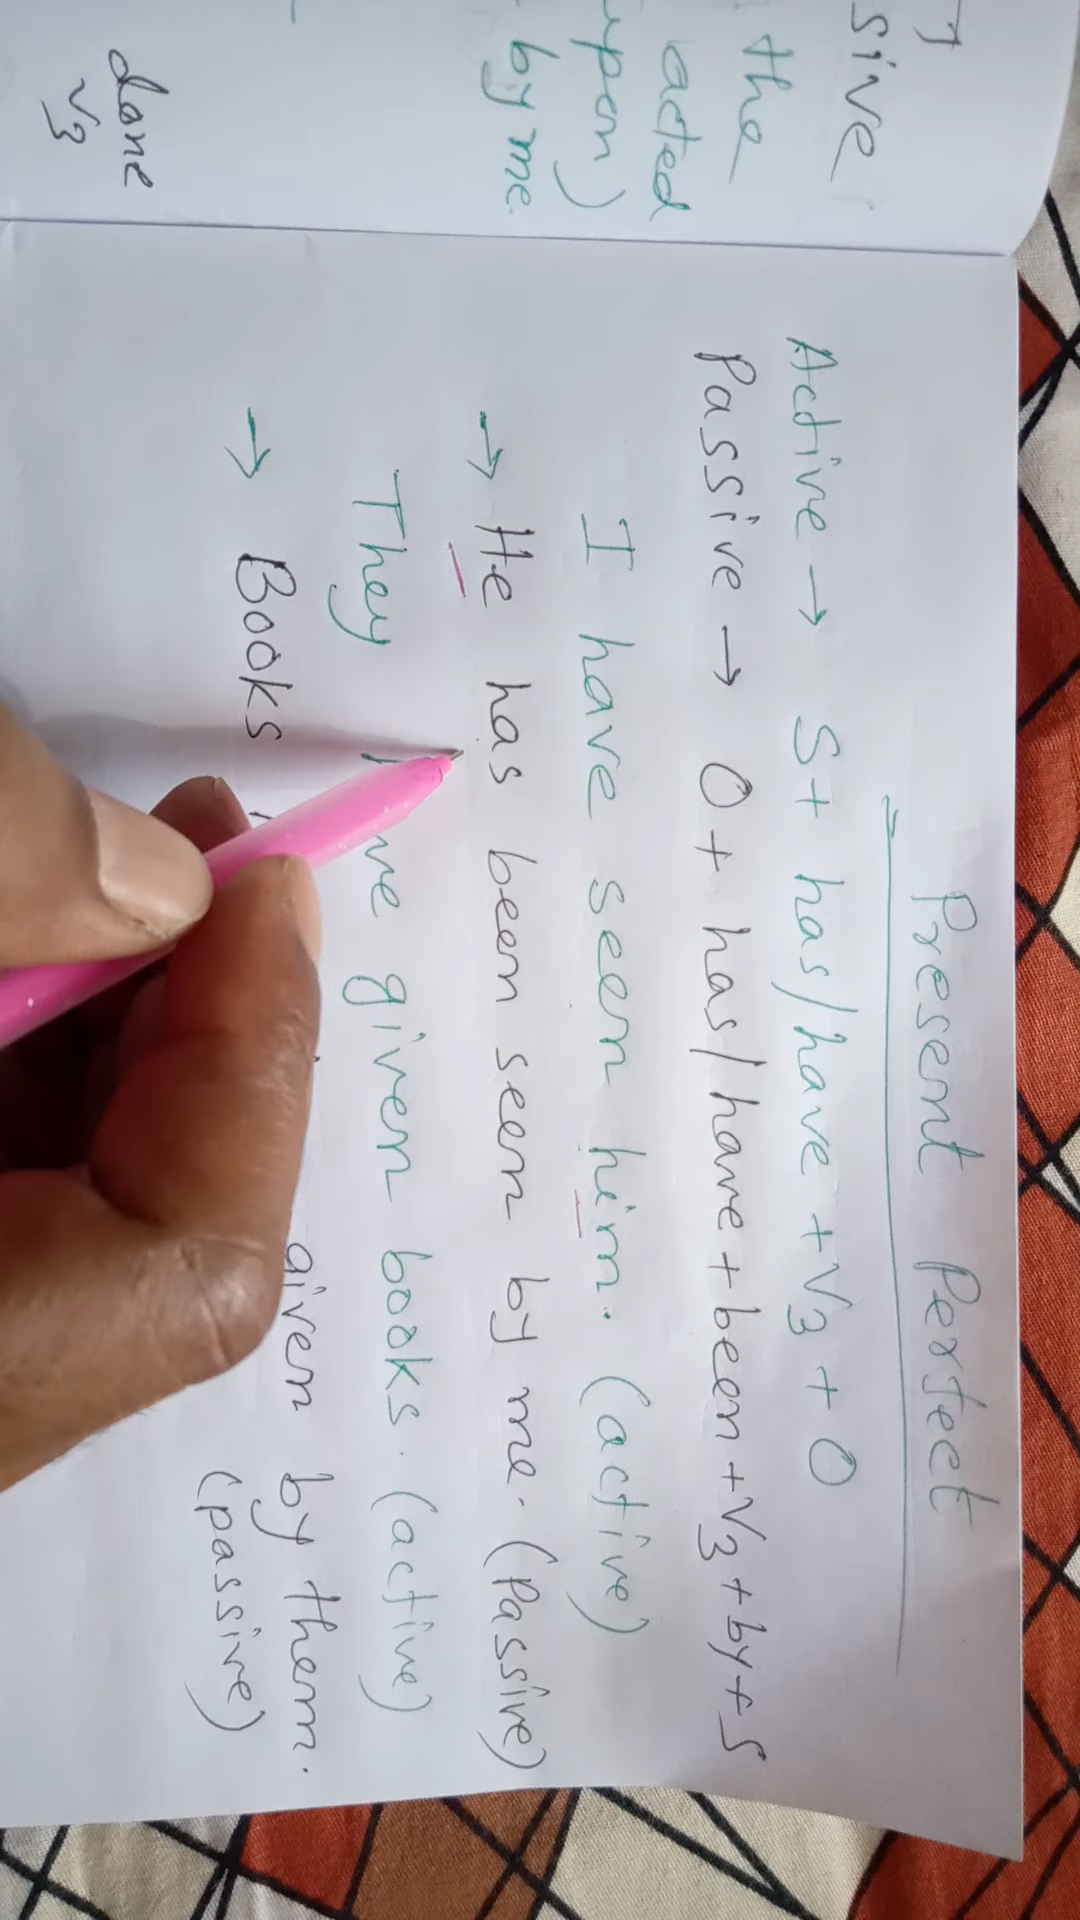 sive
the
acted
upon)
by me.
done
V3
Present Perfect
Active → S+ has/have + V3 + O
Passive → O + has/have + been + V3 + by + S
I have seen him. (active)
→ He has been seen by me. (Passive)
They given books. (active)
→ Books given by them.
(passive)